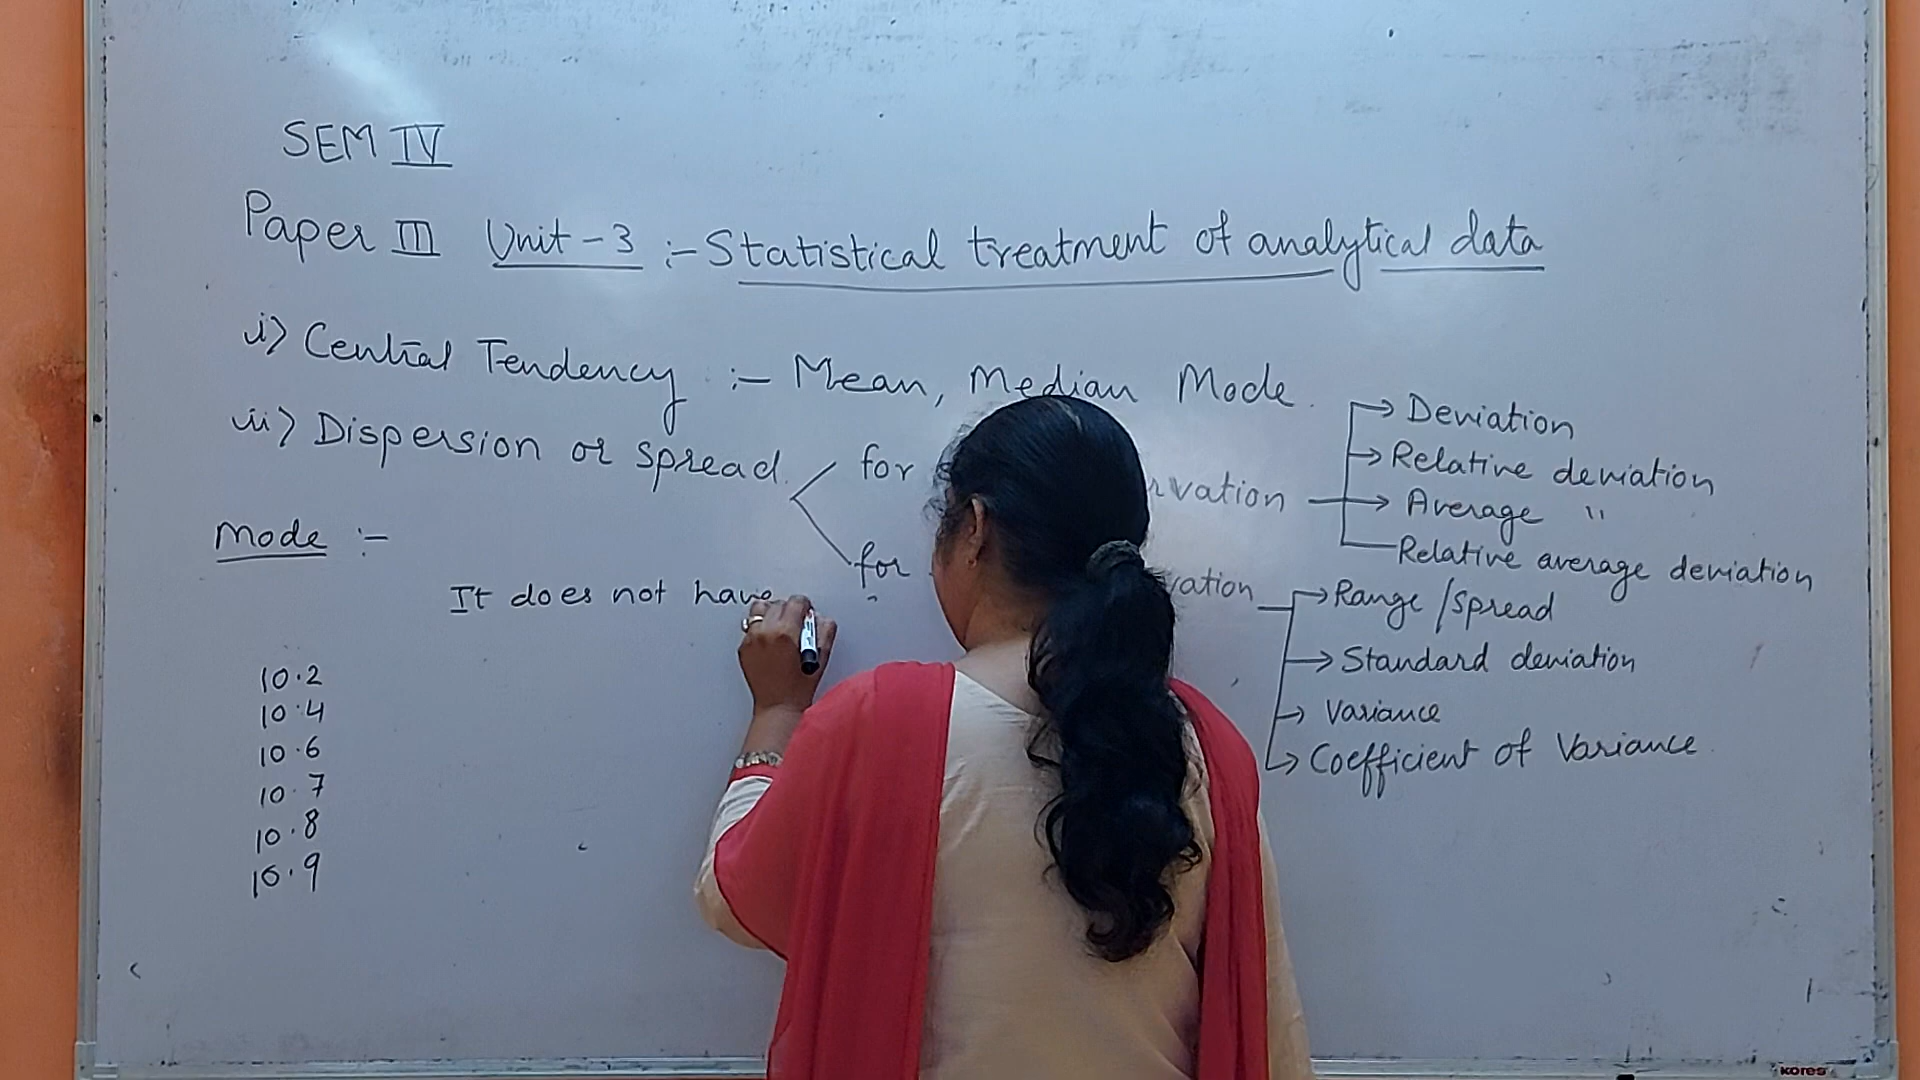 SEM IV
Paper III Unit - 3 :- Statistical treatment of analytical data
i) Central Tendency :- Mean, Median Mode.
ii) Dispersion or spread
for
vation
Deviation
Relative deviation
Average "
Relative average deviation
for
vation
Range / Spread
Standard deviation
Variance
Coefficient of Variance.
Mode :-
It does not have
10.2
10.4
10.6
10.7
10.8
10.9
kores